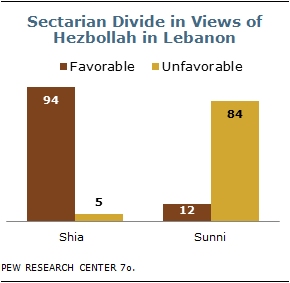 Sectarian Divide in Views of
Hezbollah in Lebanon
Favorable Unfavorable
94 5 12 84
Shia Sunni
PEW RESEARCH CENTER 7o.